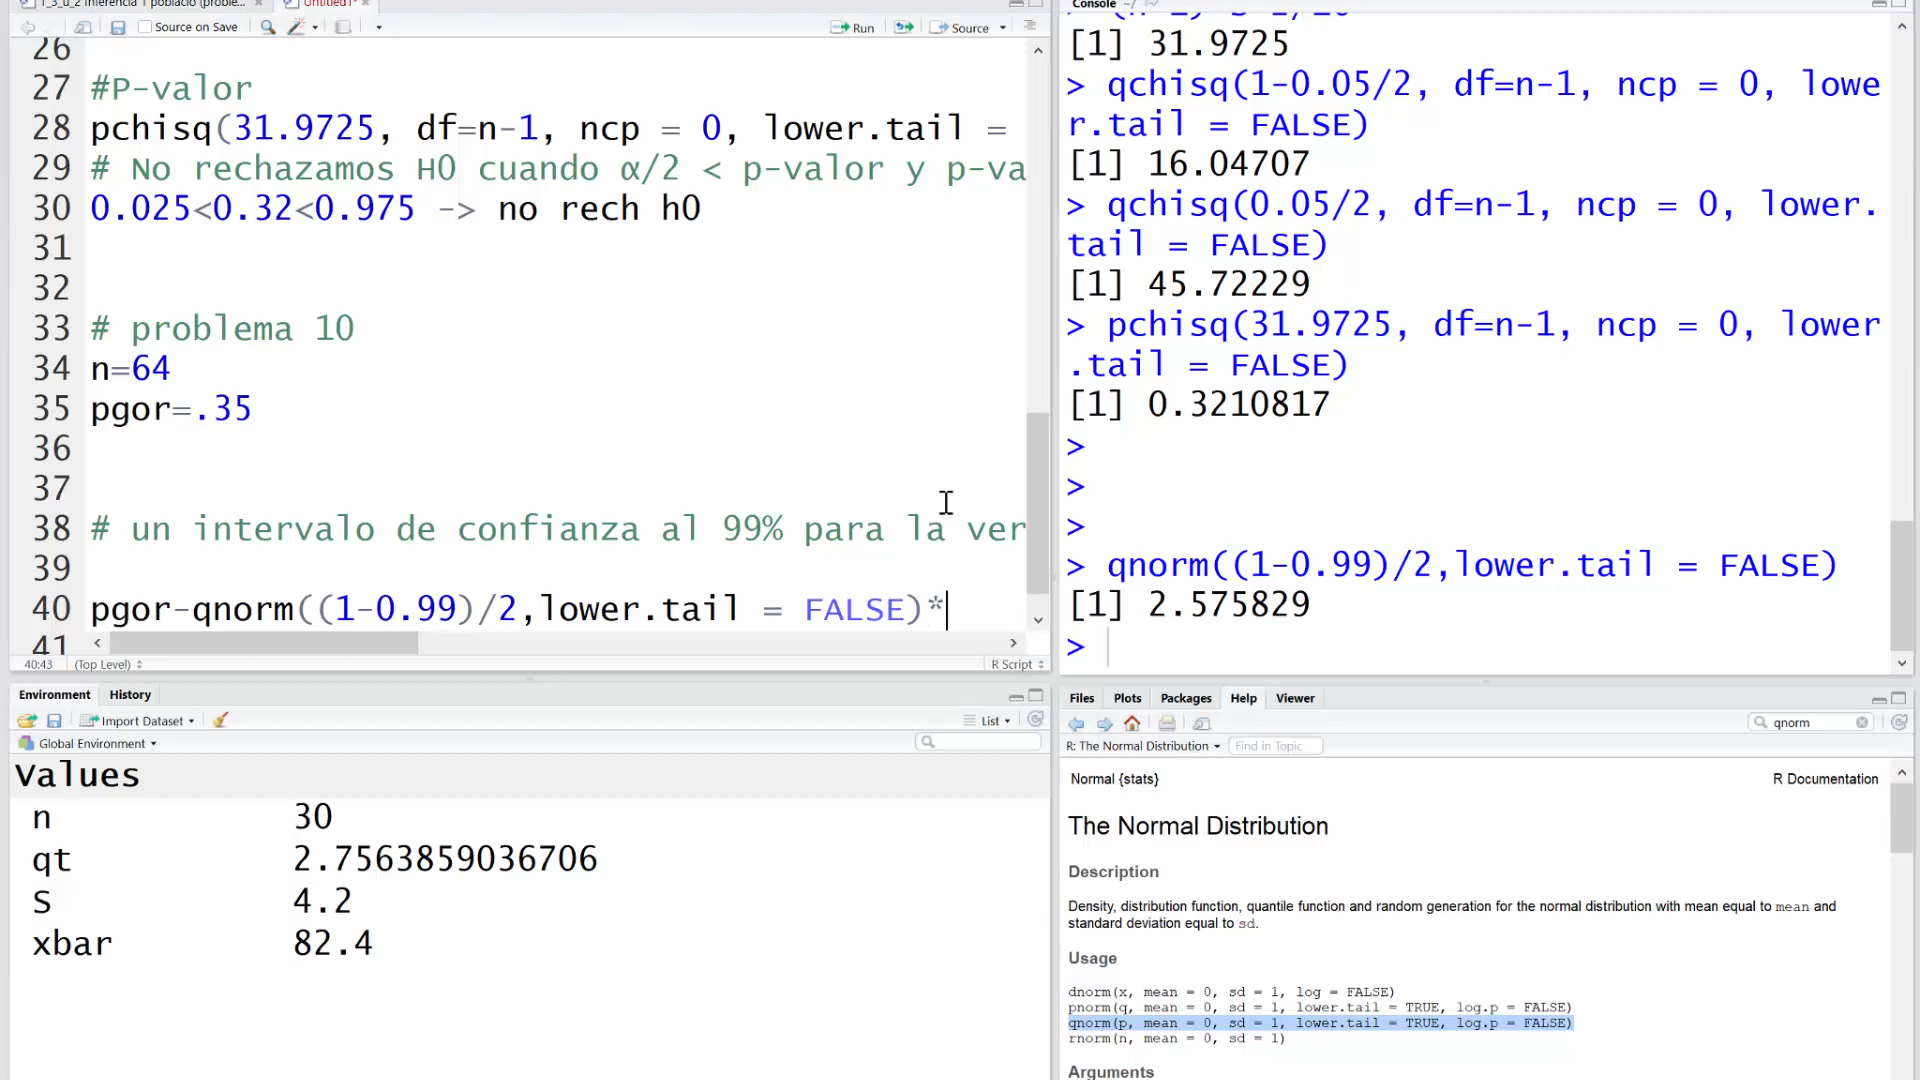 Untitled1*
Source on Save
Run
Source
26
27 #P-valor
28 pchisq(31.9725, df=n-1, ncp = 0, lower.tail =
29 # No rechazamos H0 cuando α/2 < p-valor y p-va
30 0.025<0.32<0.975 -> no rech h0
31
32
33 # problema 10
34 n=64
35 pgor=.35
36
37
38 # un intervalo de confianza al 99% para la ver
39
40 pgor-qnorm((1-0.99)/2,lower.tail = FALSE)*
41
40:43 (Top Level) R Script
Console ~/
[1] 31.9725
> qchisq(1-0.05/2, df=n-1, ncp = 0, lowe
r.tail = FALSE)
[1] 16.04707
> qchisq(0.05/2, df=n-1, ncp = 0, lower.
tail = FALSE)
[1] 45.72229
> pchisq(31.9725, df=n-1, ncp = 0, lower
.tail = FALSE)
[1] 0.3210817
>
>
>
> qnorm((1-0.99)/2,lower.tail = FALSE)
[1] 2.575829
>
Environment History
Import Dataset List
Global Environment
Values
n 30
qt 2.7563859036706
S 4.2
xbar 82.4
Files Plots Packages Help Viewer
qnorm
R: The Normal Distribution Find in Topic
Normal {stats} R Documentation
The Normal Distribution
Description
Density, distribution function, quantile function and random generation for the normal distribution with mean equal to mean and
standard deviation equal to sd.
Usage
dnorm(x, mean = 0, sd = 1, log = FALSE)
pnorm(q, mean = 0, sd = 1, lower.tail = TRUE, log.p = FALSE)
qnorm(p, mean = 0, sd = 1, lower.tail = TRUE, log.p = FALSE)
rnorm(n, mean = 0, sd = 1)
Arguments